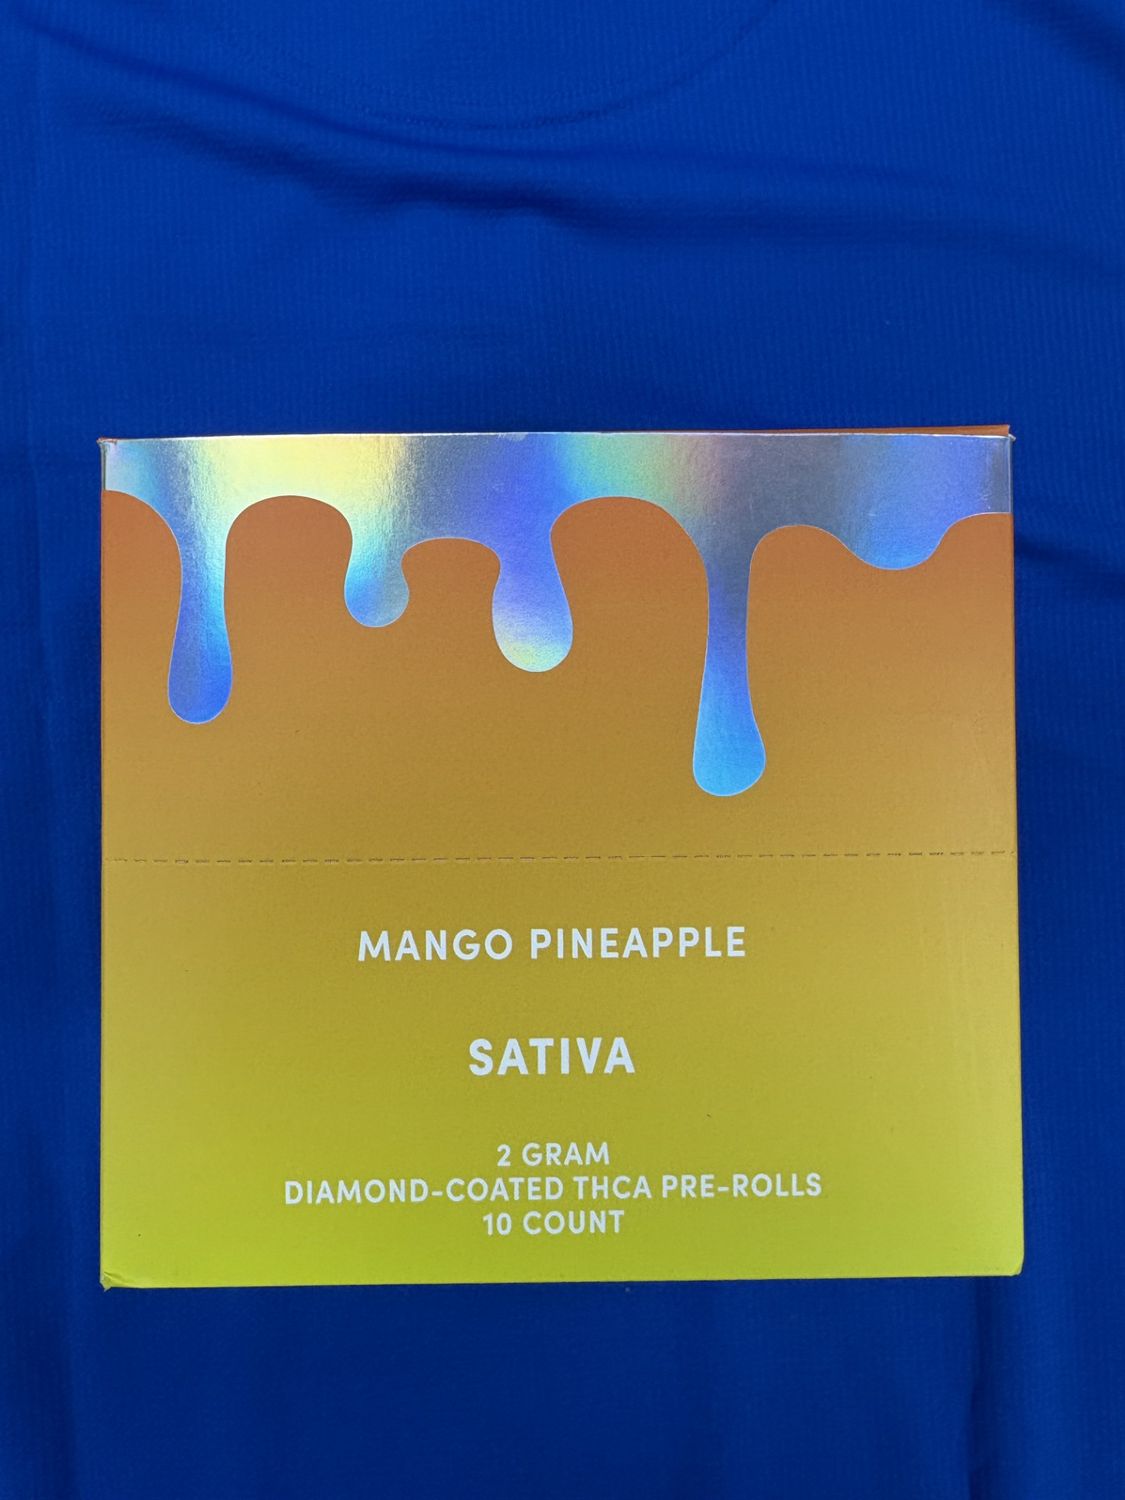 MANGO PINEAPPLE
SATIVA
2 GRAM
DIAMOND-COATED THCA PRE-ROLLS
10 COUNT